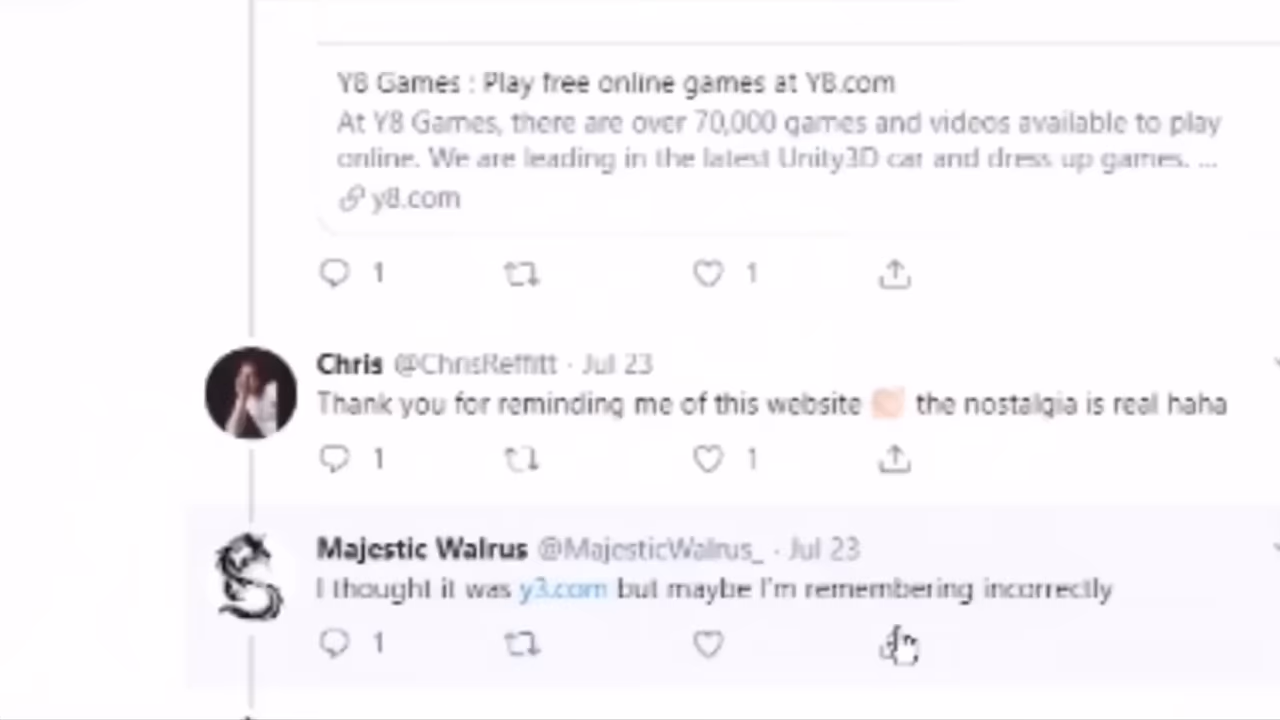 Y8 Games : Play free online games at Y8.com
At Y8 Games, there are over 70,000 games and videos available to play
online. We are leading in the latest Unity3D car and dress up games. ...
y8.com
1 1
Chris @ChrisReffitt · Jul 23
Thank you for reminding me of this website the nostalgia is real haha
1 1
Majestic Walrus @MajesticWalrus_ · Jul 23
I thought it was y3.com but maybe I'm remembering incorrectly
1